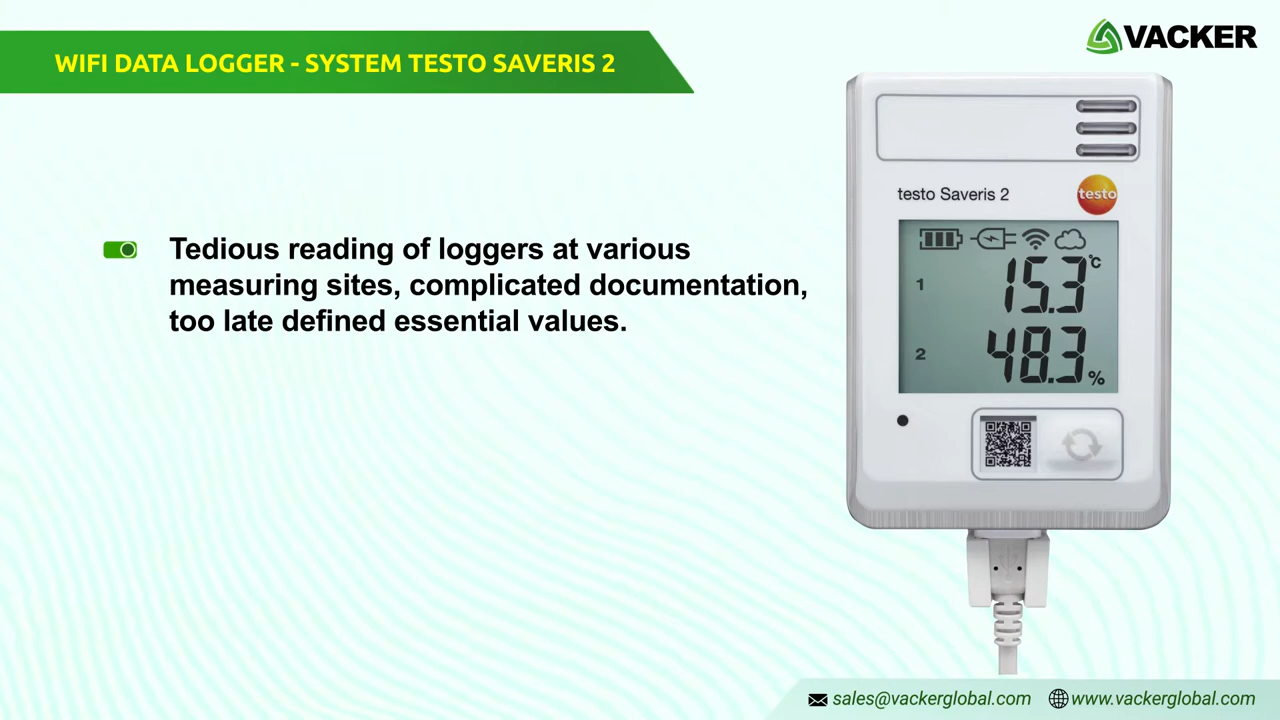 WIFI DATA LOGGER - SYSTEM TESTO SAVERIS 2
VACKER
Tedious reading of loggers at various
measuring sites, complicated documentation,
too late defined essential values.
testo Saveris 2
testo
1
15.3 °C
2
48.3 %
sales@vackerglobal.com
www.vackerglobal.com